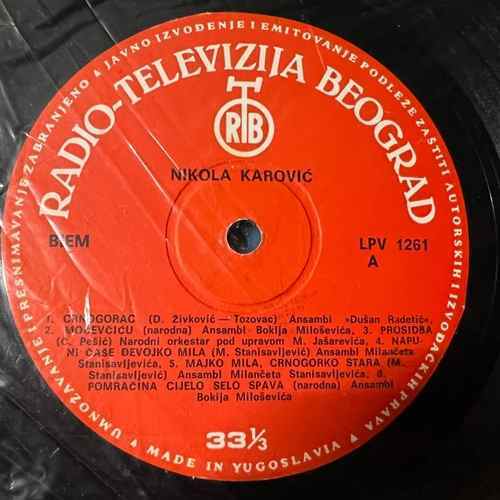 UMNOŽAVANJE I PRESNIMAVANJE ZABRANJENO ▲ JAVNO IZVOĐENJE I EMITOVANJE PODLEŽE ZAŠTITI AUTORSKIH I IZVOĐAČKIH PRAVA ▲
RADIO-TELEVIZIJA BEOGRAD
RTB
NIKOLA KAROVIĆ
BIEM
LPV 1261
A
1. CRNOGORAC (D. Živković — Tozovac) Ansambl »Dušan Radetić«,
2. MOČEVČIĆU (narodna) Ansambl Bokija Miloševića, 3. PROSIDBA
(C. Pešić) Narodni orkestar pod upravom M. Jašarevića, 4. NAPU-
NI ČAŠE DEVOJKO MILA (M. Stanisavljević) Ansambl Milančeta
Stanisavljevića, 5. MAJKO MILA, CRNOGORKO STARA (M.
Stanisavljević) Ansambl Milančeta Stanisavljevića, 6.
POMRAČINA CIJELO SELO SPAVA (narodna) Ansambl
Bokija Miloševića
33⅓
MADE IN YUGOSLAVIA